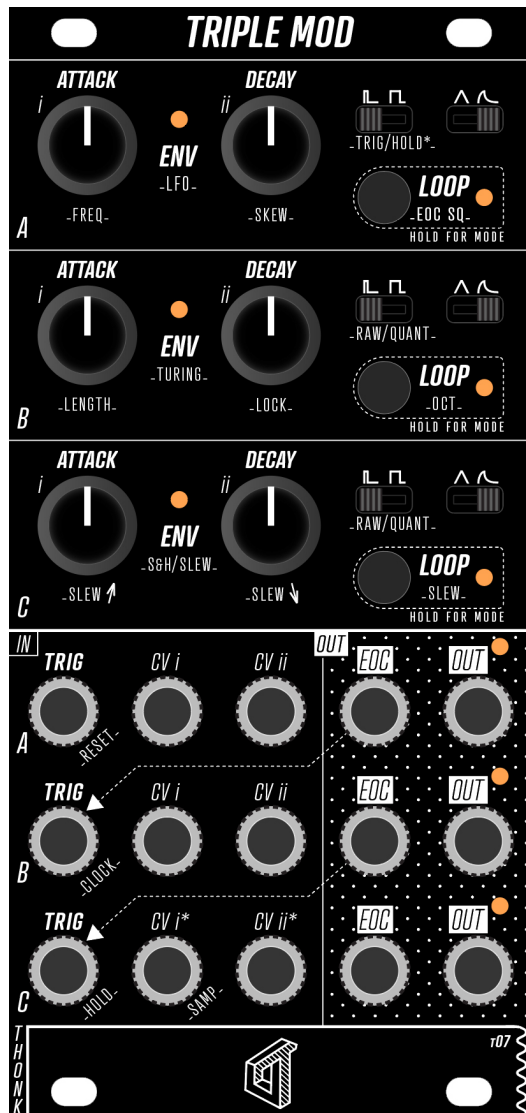 TRIPLE MOD
ATTACK DECAY
i ii
ENV
TRIG/HOLD*
LFO
LOOP
FREQ SKEW EOC SQ
A HOLD FOR MODE
ATTACK DECAY
i ii
ENV
RAW/QUANT
TURING
LOOP
LENGTH LOCK OCT
B HOLD FOR MODE
ATTACK DECAY
i ii
ENV
RAW/QUANT
S&H/SLEW
LOOP
SLEW SLEW SLEW
C HOLD FOR MODE
IN OUT
TRIG CV i CV ii EOC OUT
A RESET
TRIG CV i CV ii EOC OUT
B CLOCK
TRIG CV i* CV ii* EOC OUT
C HOLD SAMP
THONK
T07